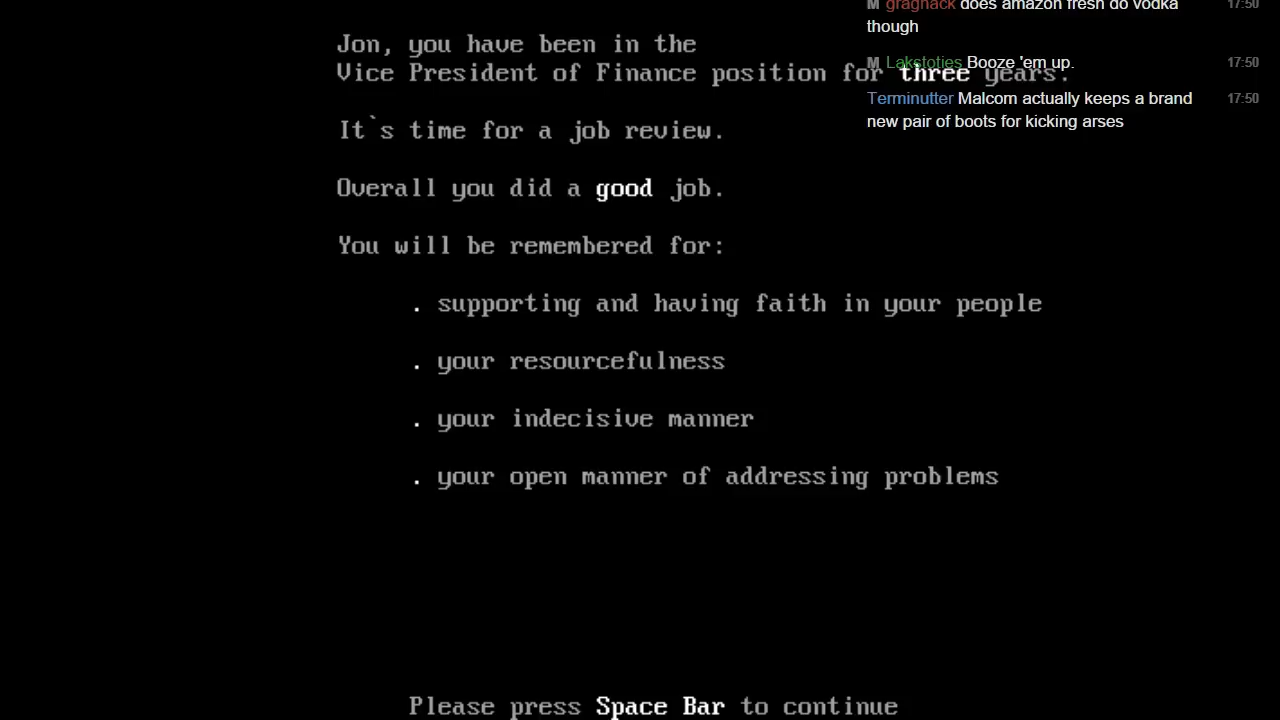 Jon, you have been in the
Vice President of Finance position for three years.
It`s time for a job review.
Overall you did a good job.
You will be remembered for:
. supporting and having faith in your people
. your resourcefulness
. your indecisive manner
. your open manner of addressing problems
Please press Space Bar to continue
M gragnack does amazon fresh do vodka 17:50
though
M Lakstoties Booze 'em up. 17:50
Terminutter Malcom actually keeps a brand 17:50
new pair of boots for kicking arses